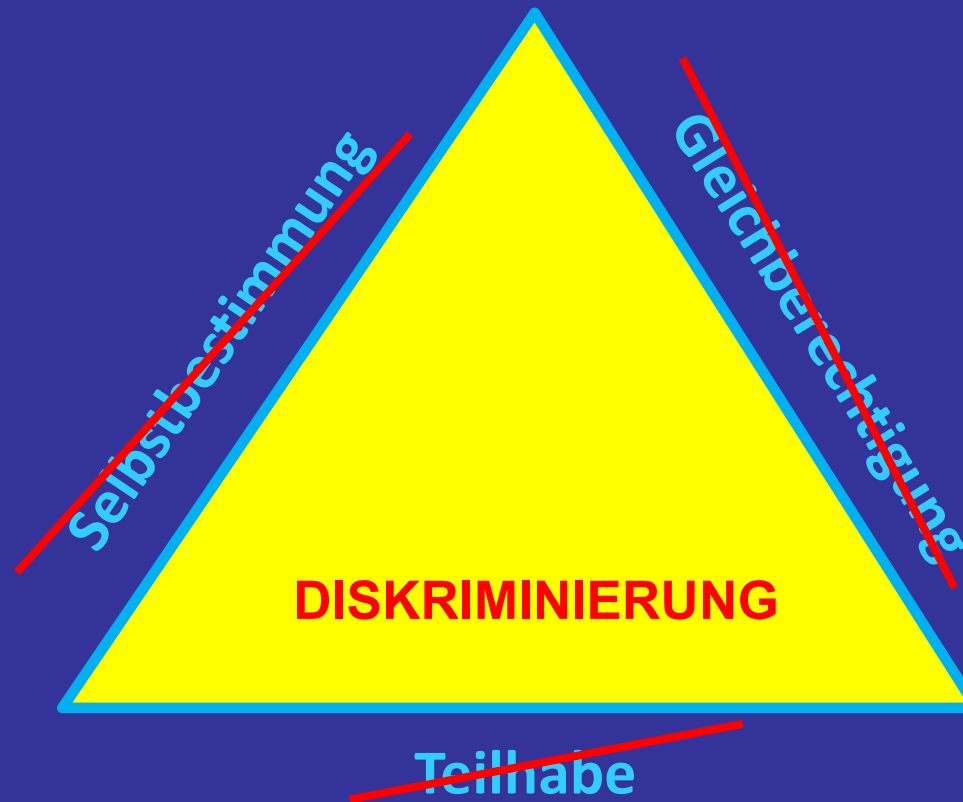 Selbstbestimmung
Gleichberechtigung
DISKRIMINIERUNG
Teilhabe